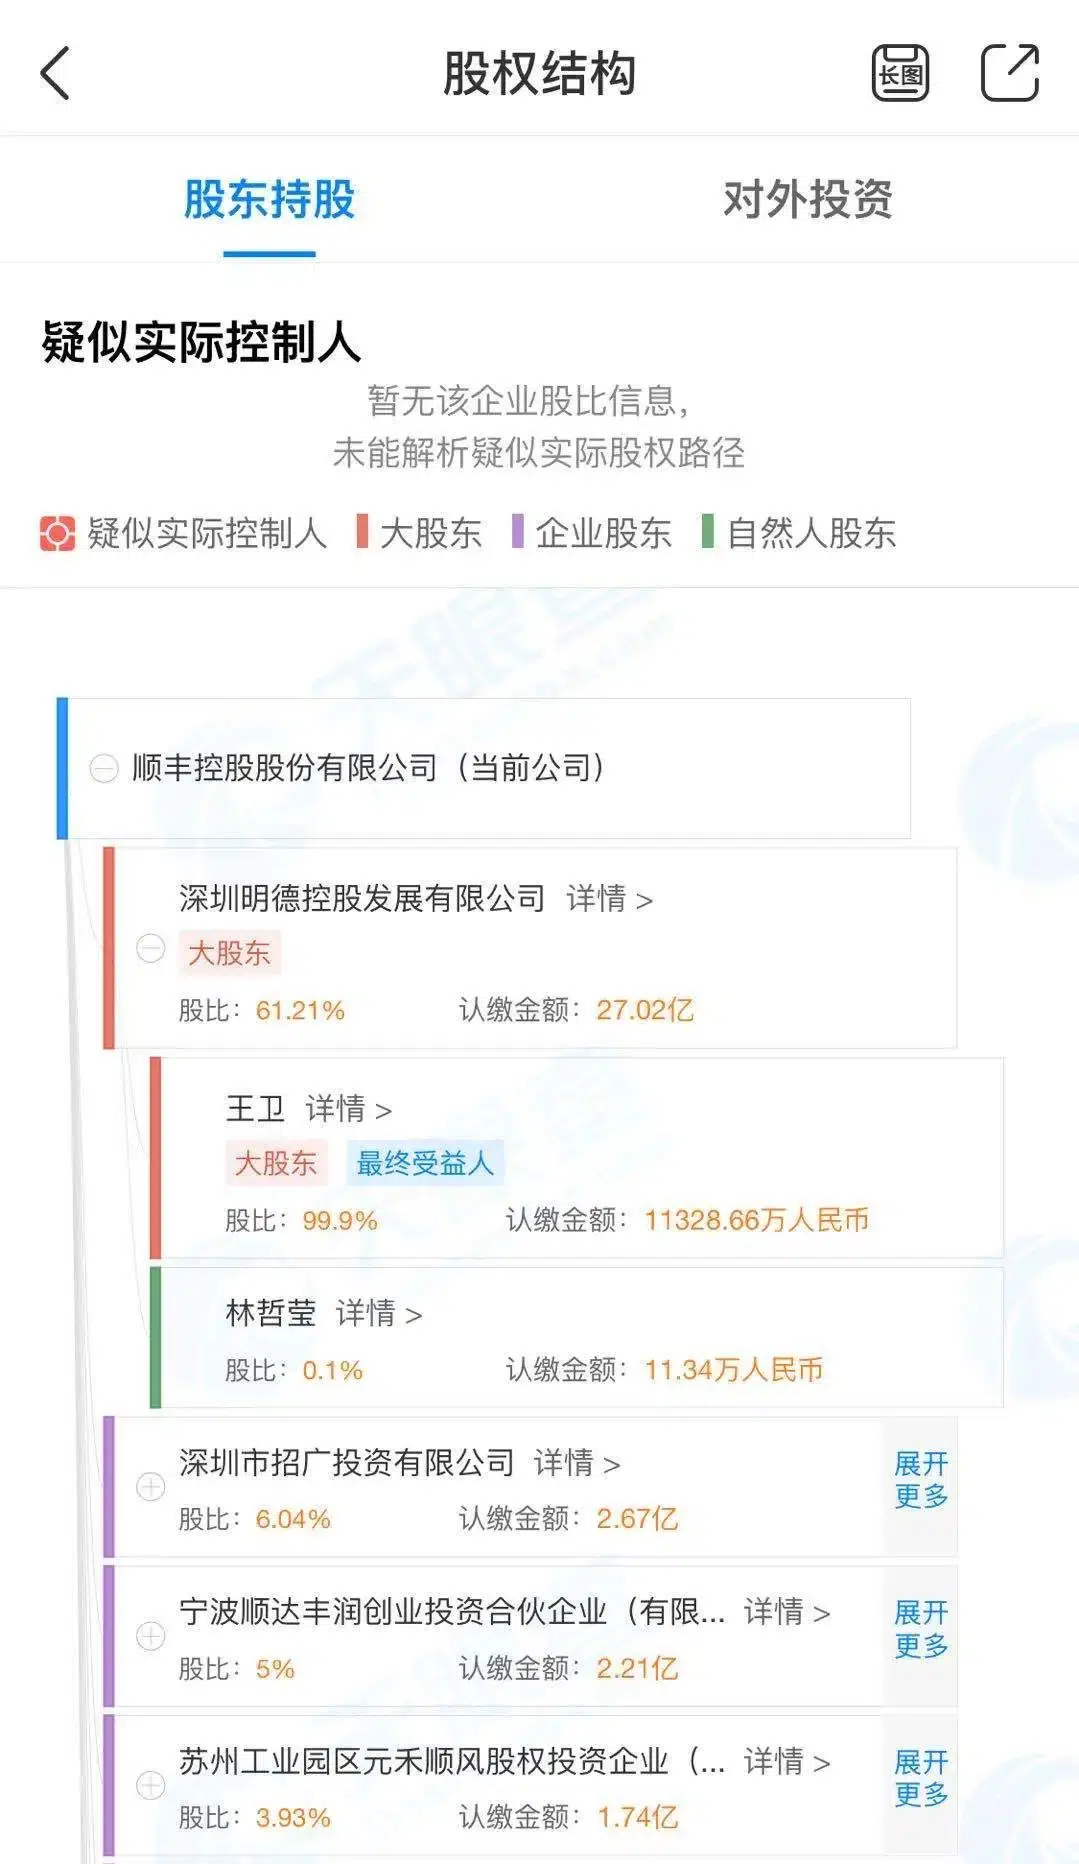 股权结构
长图
股东持股 对外投资
疑似实际控制人
暂无该企业股比信息，
未能解析疑似实际股权路径
疑似实际控制人 大股东 企业股东 自然人股东
天眼查
顺丰控股股份有限公司（当前公司）
深圳明德控股发展有限公司 详情 >
大股东
股比：61.21% 认缴金额：27.02亿
王卫 详情 >
大股东 最终受益人
股比：99.9% 认缴金额：11328.66万人民币
林哲莹 详情 >
股比：0.1% 认缴金额：11.34万人民币
深圳市招广投资有限公司 详情 > 展开
更多
股比：6.04% 认缴金额：2.67亿
宁波顺达丰润创业投资合伙企业（有限... 详情 > 展开
更多
股比：5% 认缴金额：2.21亿
苏州工业园区元禾顺风股权投资企业（... 详情 > 展开
更多
股比：3.93% 认缴金额：1.74亿